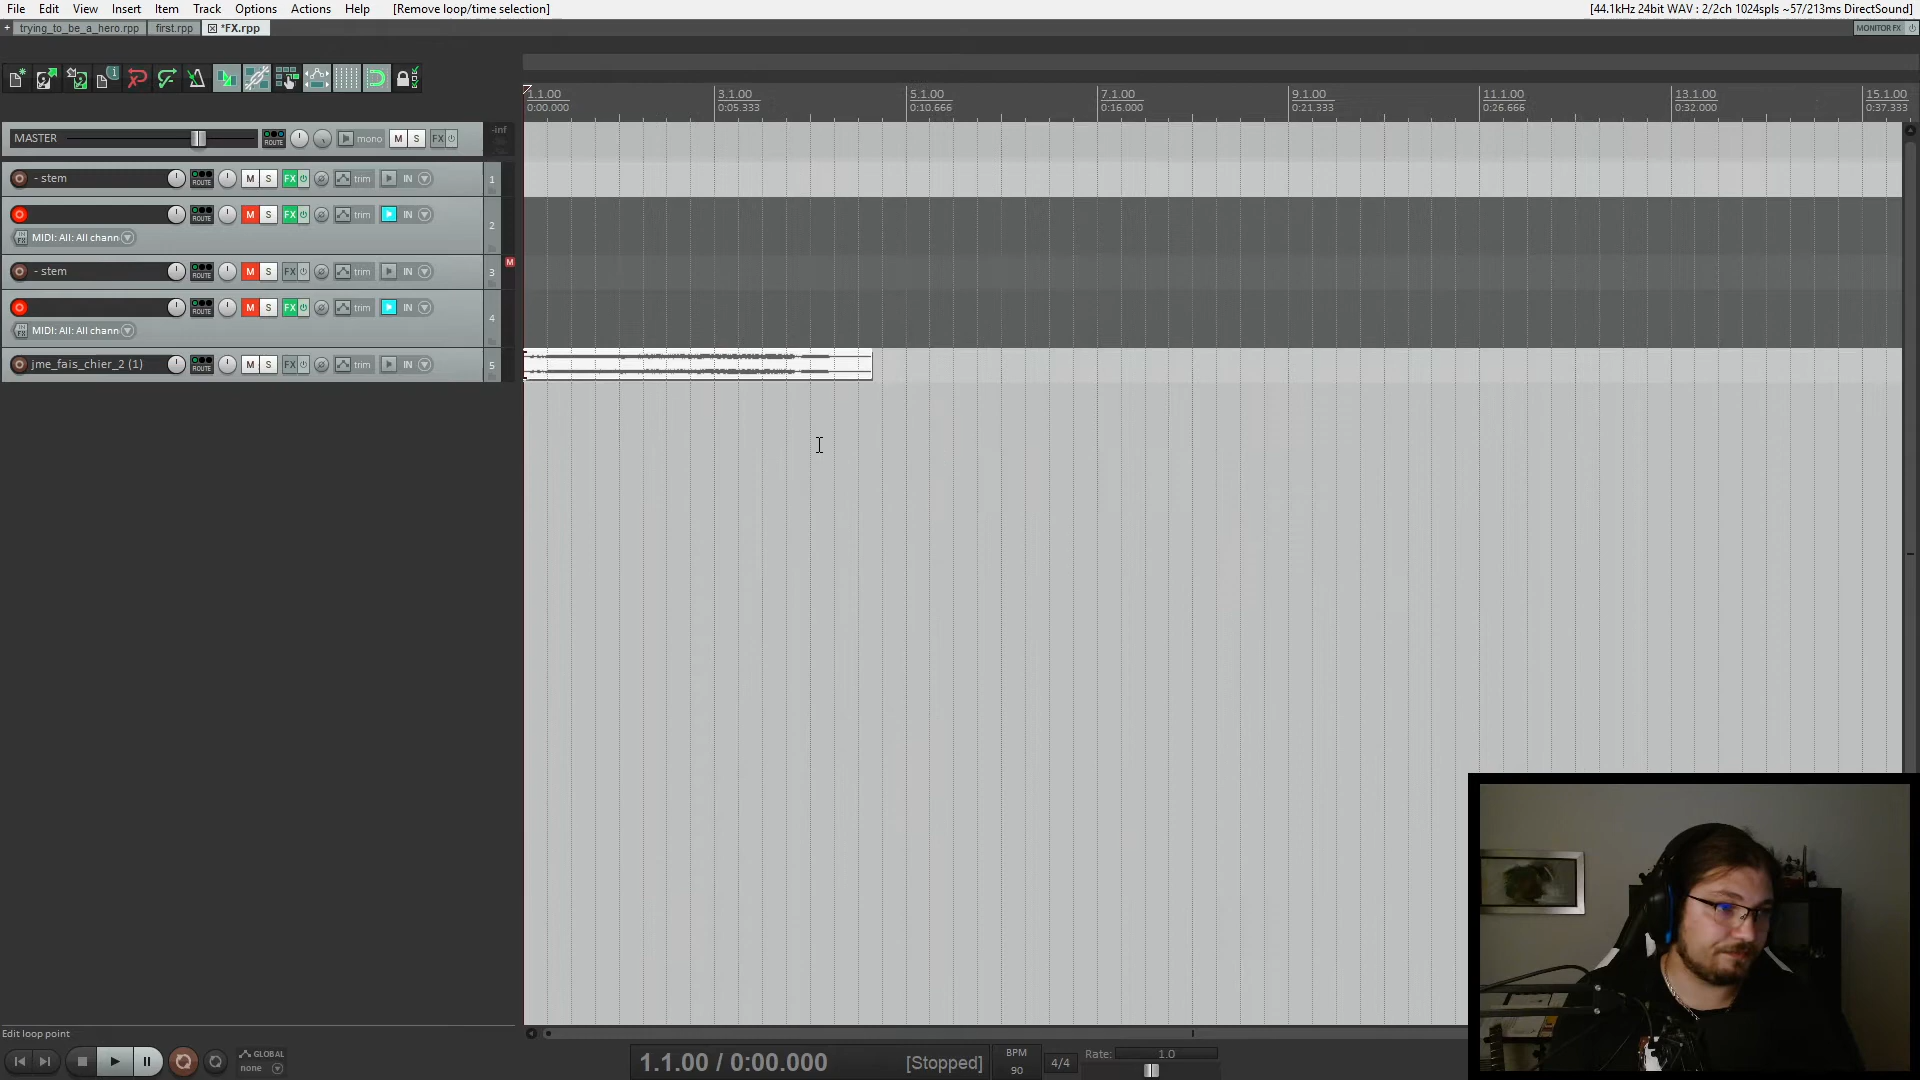 File Edit View Insert Item Track Options Actions Help [Remove loop/time selection] [44.1kHz 24bit WAV : 2/2ch 1024spls ~57/213ms DirectSound]
+ trying_to_be_a_hero.rpp first.rpp *FX.rpp MONITOR FX
1.1.00 3.1.00 5.1.00 7.1.00 9.1.00 11.1.00 13.1.00 15.1.00
0:00.000 0:05.333 0:10.666 0:16.000 0:21.333 0:26.666 0:32.000 0:37.333
MASTER ROUTE mono M S FX -inf
- stem ROUTE M S FX trim IN 1
ROUTE M S FX trim IN 2
IN FX MIDI: All: All chann
- stem ROUTE M S FX trim IN 3 M
ROUTE M S FX trim IN 4
IN FX MIDI: All: All chann
jme_fais_chier_2 (1) ROUTE M S FX trim IN 5
Edit loop point
GLOBAL
none
1.1.00 / 0:00.000 [Stopped]
BPM
90
4/4
Rate: 1.0